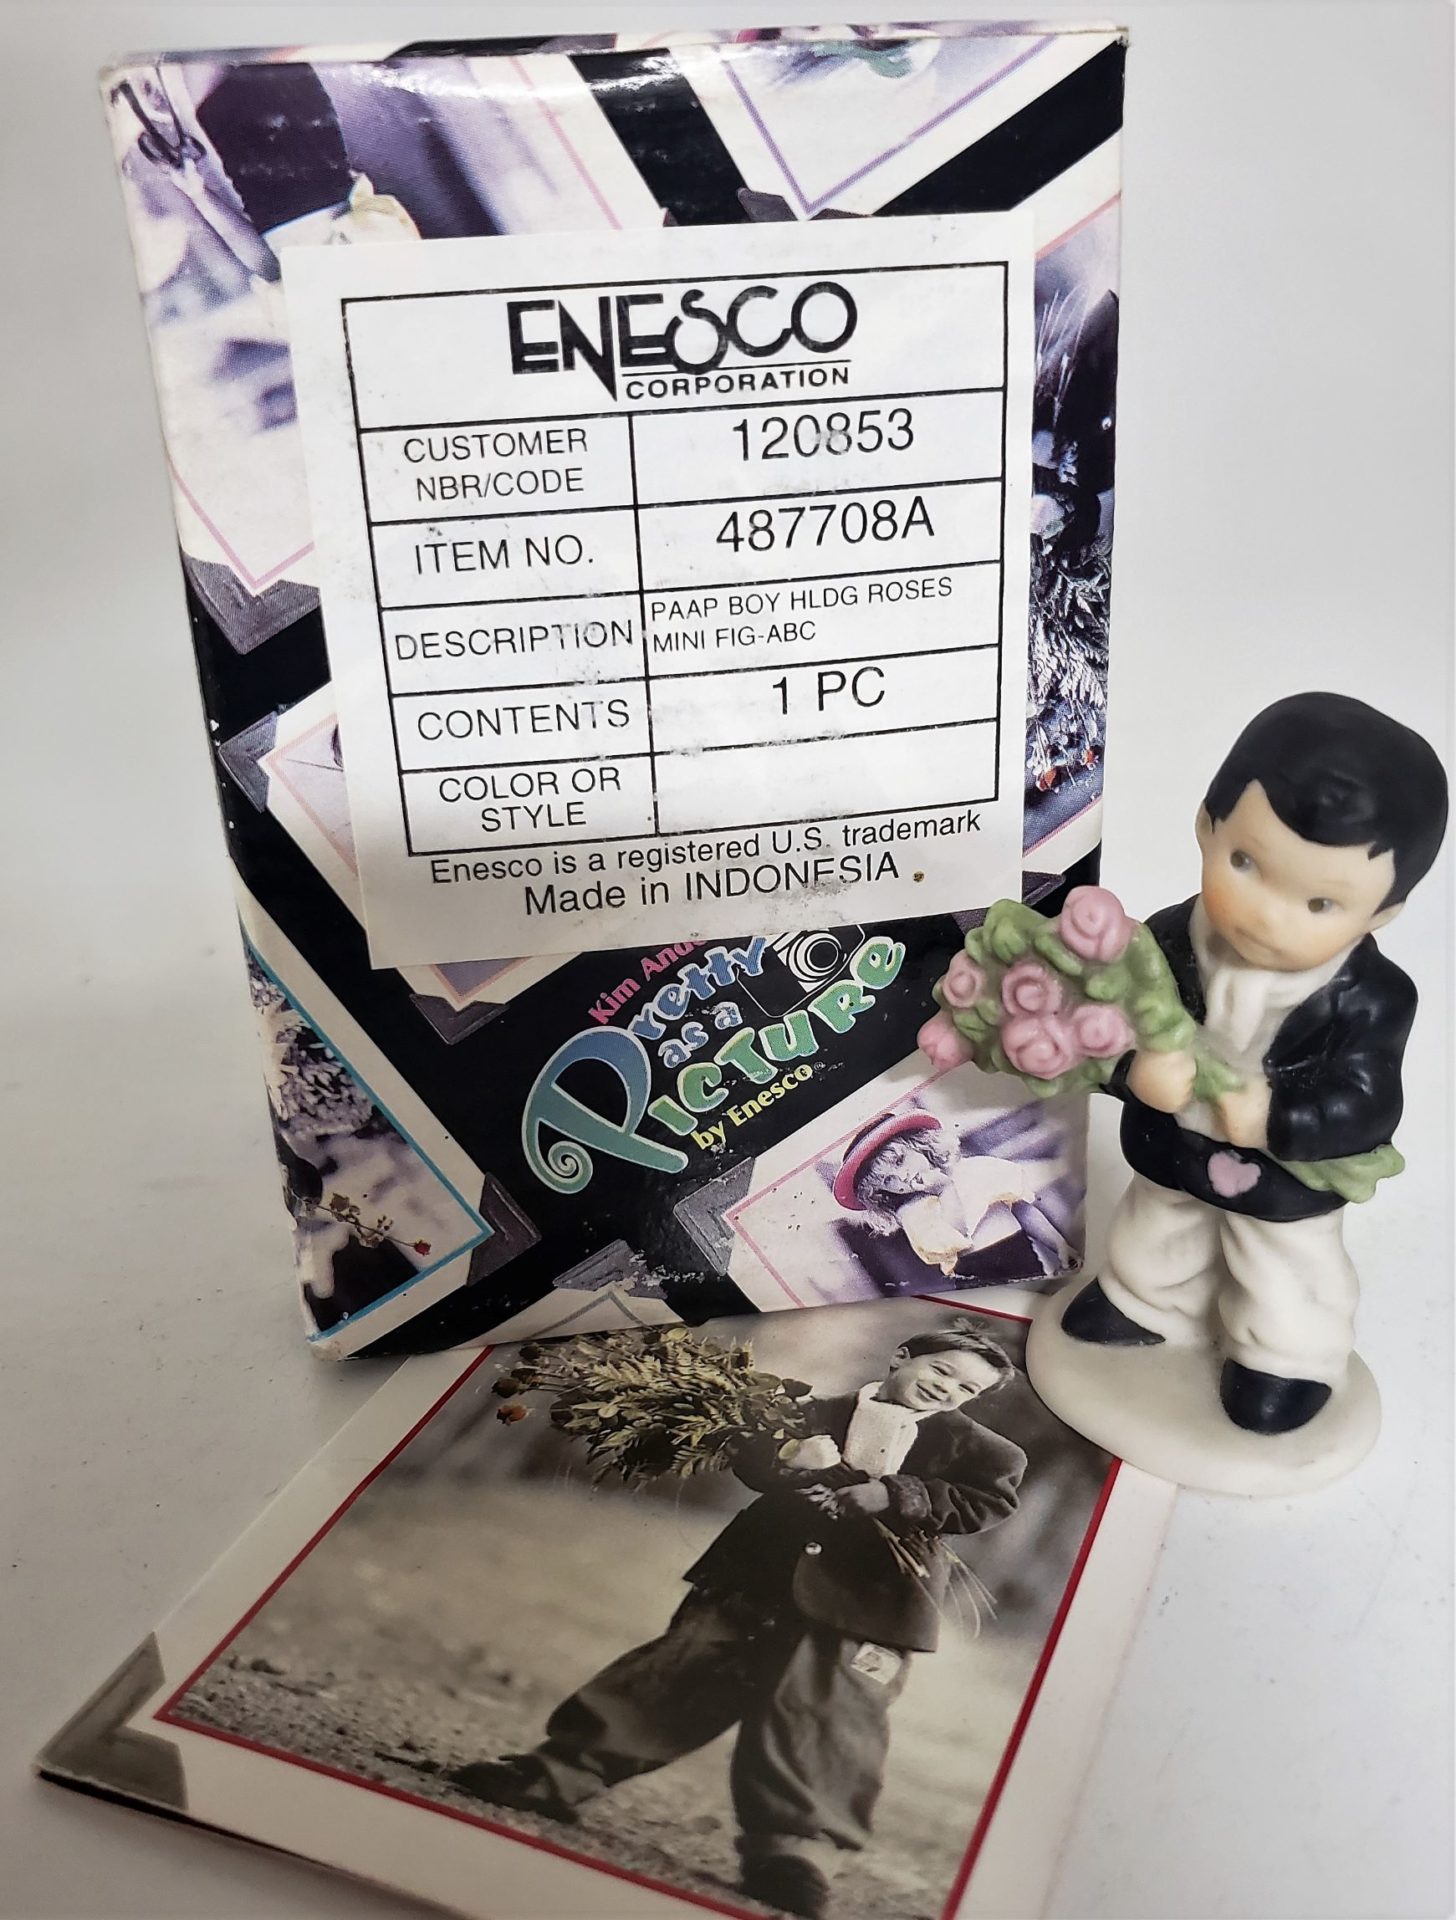 ENESCO
CORPORATION
CUSTOMER
NBR/CODE
120853
ITEM NO.
487708A
DESCRIPTION
PAAP BOY HLDG ROSES
MINI FIG-ABC
CONTENTS
1 PC
COLOR OR
STYLE
Enesco is a registered U.S. trademark
Made in INDONESIA
Kim
Pretty
as a
PICTURE
by Enesco